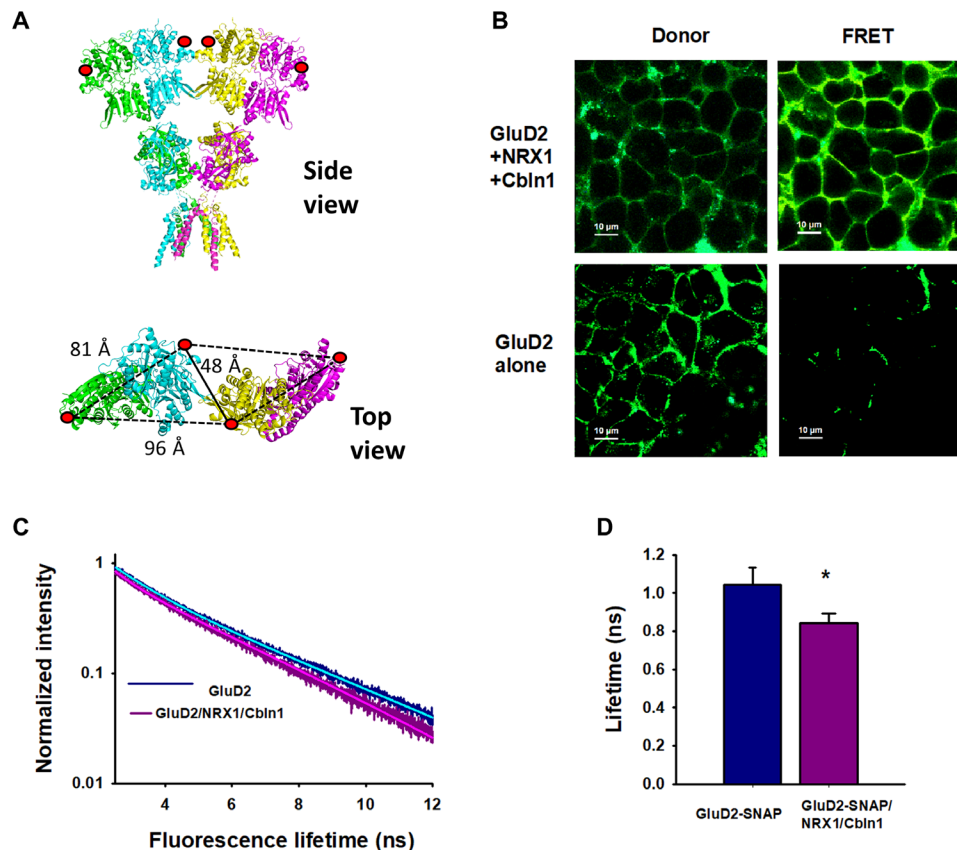 A
Side
view
81 Å
48 Å
96 Å
Top
view
B
Donor
FRET
GluD2
+NRX1
+Cbln1
10 µm
10 µm
GluD2
alone
10 µm
10 µm
C
Normalized intensity
1
0.1
0.01
GluD2
GluD2/NRX1/Cbln1
4
6
8
10
12
Fluorescence lifetime (ns)
D
Lifetime (ns)
1.2
1.0
0.8
0.6
0.4
0.2
0.0
*
GluD2-SNAP
GluD2-SNAP/
NRX1/Cbln1